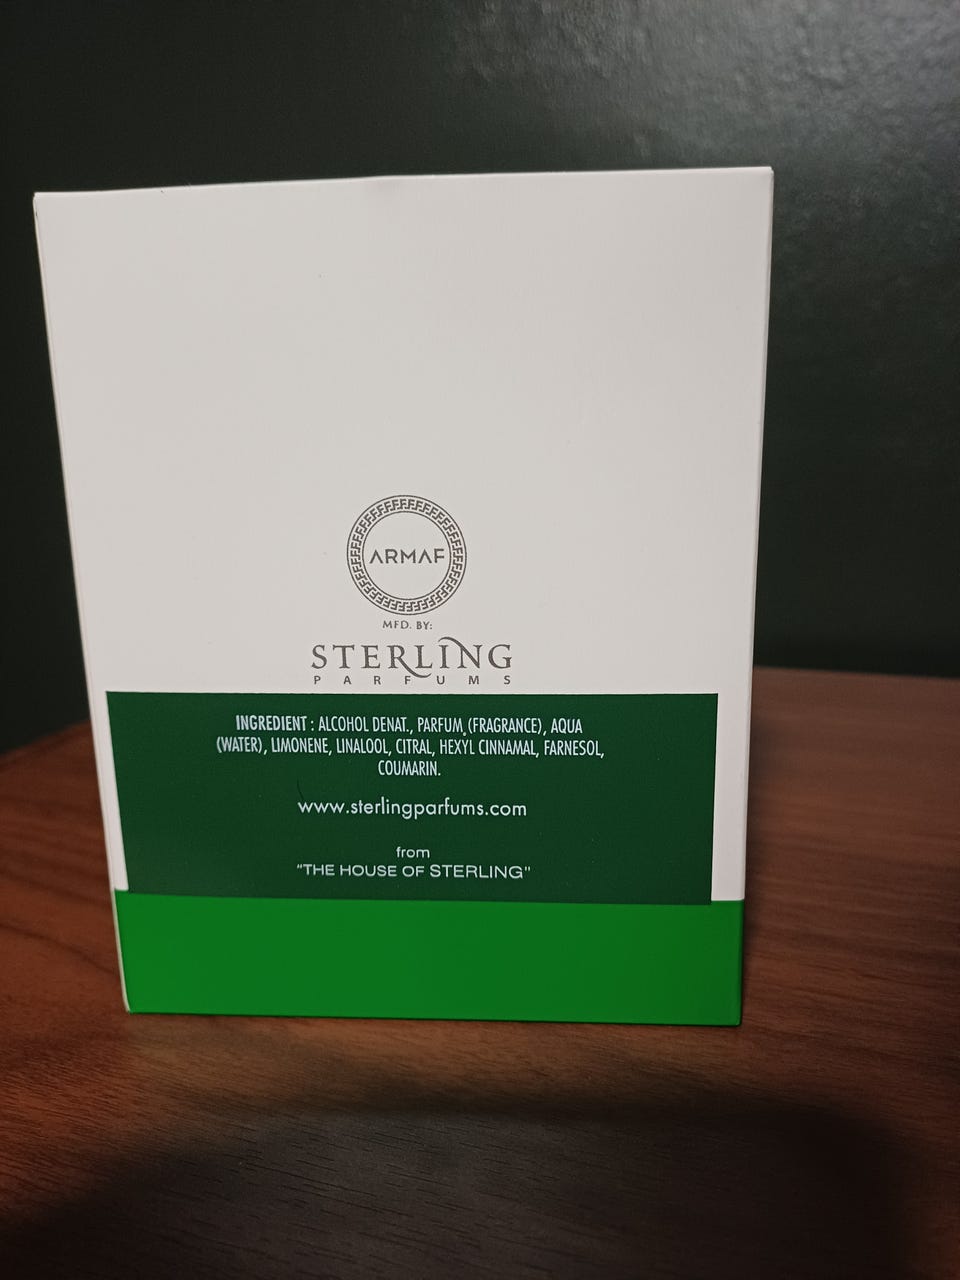 ARMAF
MFD. BY:
STERLING
PARFUMS
INGREDIENT : ALCOHOL DENAT., PARFUM (FRAGRANCE), AQUA
(WATER), LIMONENE, LINALOOL, CITRAL, HEXYL CINNAMAL, FARNESOL,
COUMARIN.
www.sterlingparfums.com
from
"THE HOUSE OF STERLING"